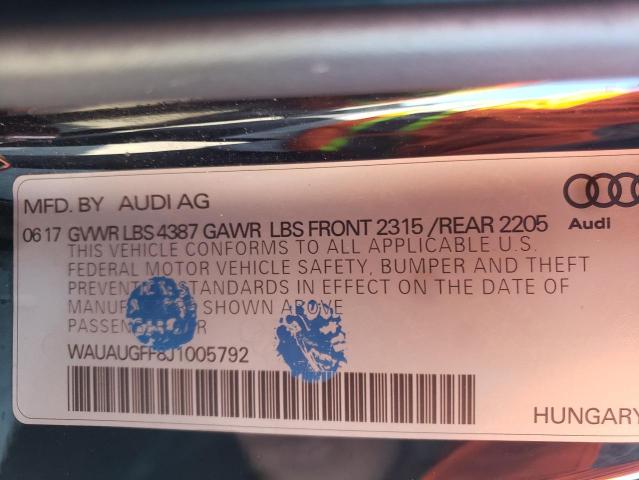 MFD. BY AUDI AG
06 17 GVWR LBS 4387 GAWR LBS FRONT 2315 /REAR 2205
Audi
THIS VEHICLE CONFORMS TO ALL APPLICABLE U.S.
FEDERAL MOTOR VEHICLE SAFETY, BUMPER AND THEFT
PREVENTION STANDARDS IN EFFECT ON THE DATE OF
SHOWN ABOVE
WAUAUGFF8J1005792
HUNGARY